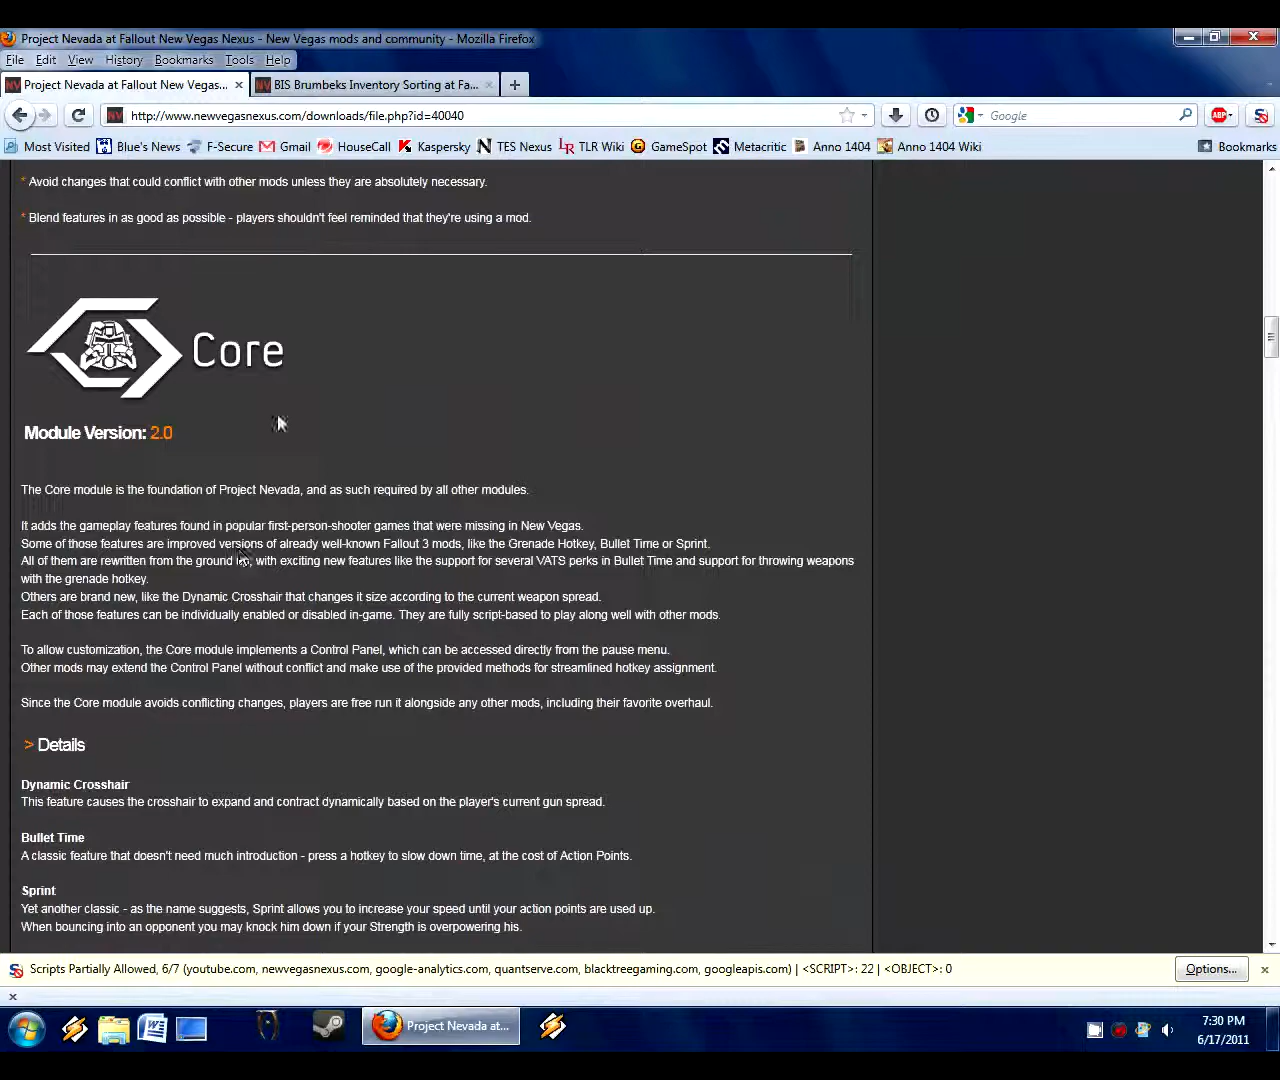 Project Nevada at Fallout New Vegas Nexus - New Vegas mods and community - Mozilla Firefox
File Edit View History Bookmarks Tools Help
Project Nevada at Fallout New Vegas... BIS Brumbeks Inventory Sorting at Fa...
http://www.newvegasnexus.com/downloads/file.php?id=40040 Google ABP
Most Visited Blue's News F-Secure Gmail HouseCall Kaspersky TES Nexus TLR Wiki GameSpot Metacritic Anno 1404 Anno 1404 Wiki Bookmarks
* Avoid changes that could conflict with other mods unless they are absolutely necessary.
* Blend features in as good as possible - players shouldn't feel reminded that they're using a mod.
Core
Module Version: 2.0
The Core module is the foundation of Project Nevada, and as such required by all other modules.
It adds the gameplay features found in popular first-person-shooter games that were missing in New Vegas.
Some of those features are improved versions of already well-known Fallout 3 mods, like the Grenade Hotkey, Bullet Time or Sprint.
All of them are rewritten from the ground up, with exciting new features like the support for several VATS perks in Bullet Time and support for throwing weapons
with the grenade hotkey.
Others are brand new, like the Dynamic Crosshair that changes it size according to the current weapon spread.
Each of those features can be individually enabled or disabled in-game. They are fully script-based to play along well with other mods.
To allow customization, the Core module implements a Control Panel, which can be accessed directly from the pause menu.
Other mods may extend the Control Panel without conflict and make use of the provided methods for streamlined hotkey assignment.
Since the Core module avoids conflicting changes, players are free run it alongside any other mods, including their favorite overhaul.
> Details
Dynamic Crosshair
This feature causes the crosshair to expand and contract dynamically based on the player's current gun spread.
Bullet Time
A classic feature that doesn't need much introduction - press a hotkey to slow down time, at the cost of Action Points.
Sprint
Yet another classic - as the name suggests, Sprint allows you to increase your speed until your action points are used up.
When bouncing into an opponent you may knock him down if your Strength is overpowering his.
Scripts Partially Allowed, 6/7 (youtube.com, newvegasnexus.com, google-analytics.com, quantserve.com, blacktreegaming.com, googleapis.com) | <SCRIPT>: 22 | <OBJECT>: 0 Options...
Project Nevada at...
7:30 PM
6/17/2011